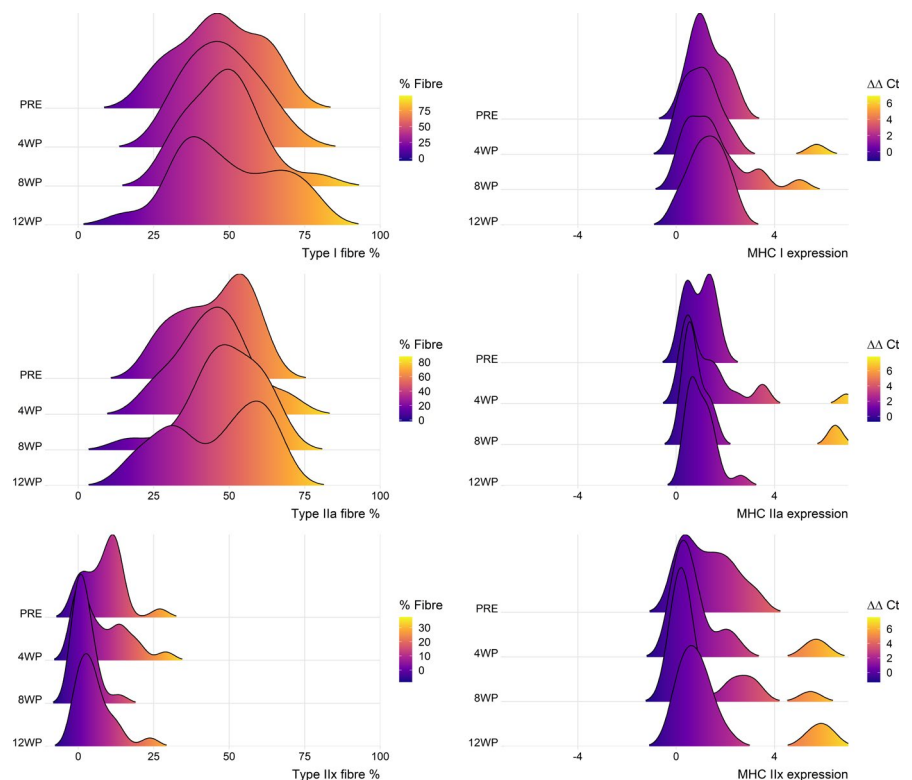 % Fibre
75
50
25
0
PRE
4WP
8WP
12WP
0 25 50 75 100
Type I fibre %
ΔΔ Ct
6
4
2
0
PRE
4WP
8WP
12WP
-4 0 4
MHC I expression
% Fibre
80
60
40
20
0
PRE
4WP
8WP
12WP
0 25 50 75 100
Type IIa fibre %
ΔΔ Ct
6
4
2
0
PRE
4WP
8WP
12WP
-4 0 4
MHC IIa expression
% Fibre
30
20
10
0
PRE
4WP
8WP
12WP
0 25 50 75 100
Type IIx fibre %
ΔΔ Ct
6
4
2
0
PRE
4WP
8WP
12WP
-4 0 4
MHC IIx expression